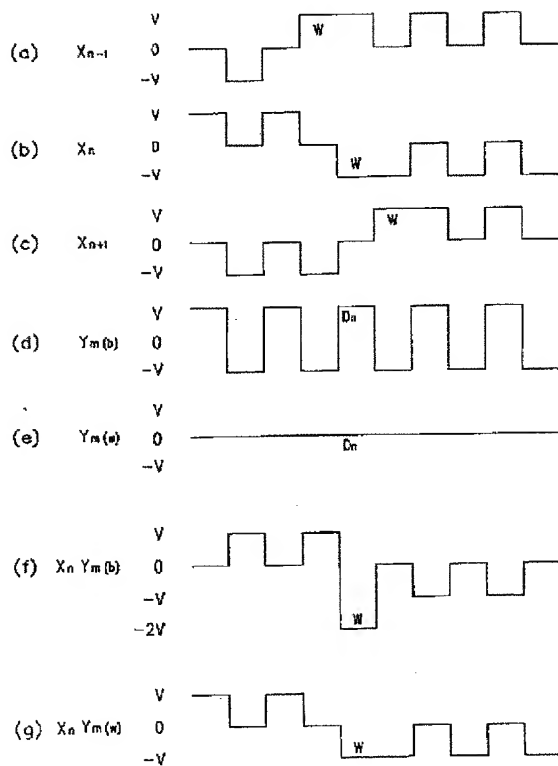 V
(a) Xn-1 0 W
-V
V
(b) Xn 0
-V W
V W
(c) Xn+1 0
-V
V Dn
(d) Ym(b) 0
-V
V
(e) Ym(w) 0
Dn
-V
V
(f) Xn Ym(b) 0
-V
-2V W
V
(g) Xn Ym(w) 0
-V W